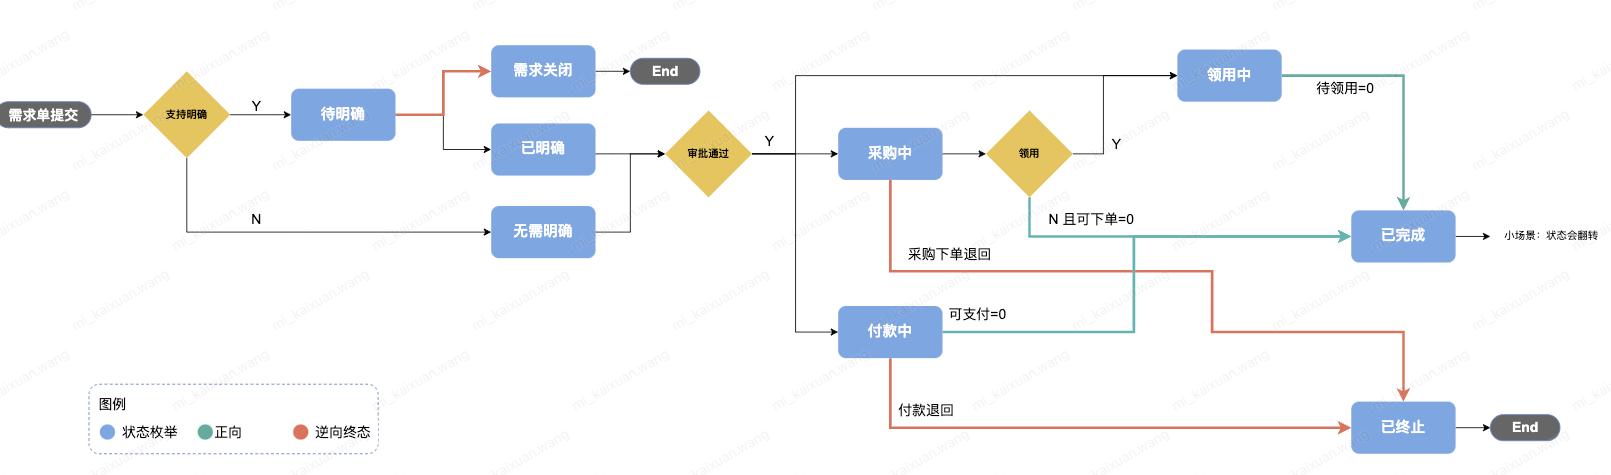 需求单提交
支持明确
Y
N
待明确
需求关闭
End
已明确
无需明确
审批通过
Y
采购中
领用
Y
领用中
待领用=0
N 且可下单=0
已完成
小场景：状态会翻转
采购下单退回
付款中
可支付=0
付款退回
已终止
End
图例
状态枚举
正向
逆向终态
mi_kaixuan.wang